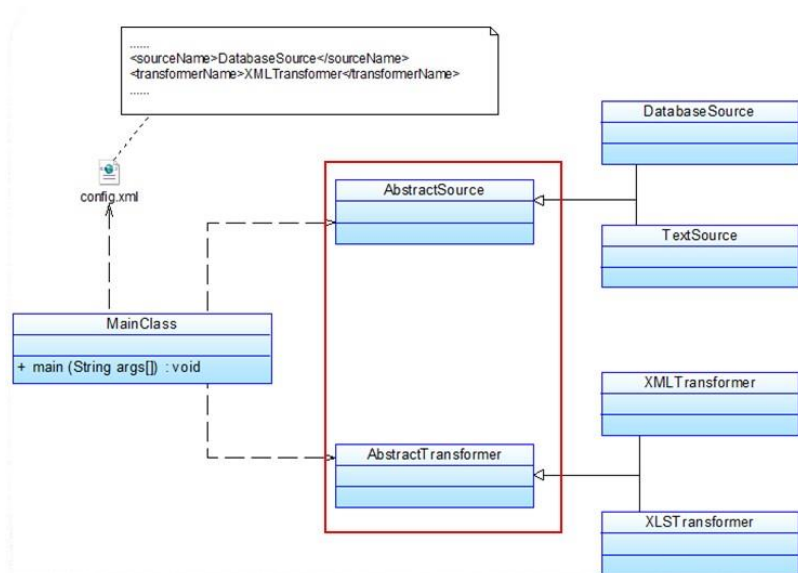 ......
<sourceName>DatabaseSource</sourceName>
<transformerName>XMLTransformer</transformerName>
......
DatabaseSource
config.xml
AbstractSource
TextSource
MainClass
+ main (String args[]) : void
XMLTransformer
AbstractTransformer
XLSTransformer